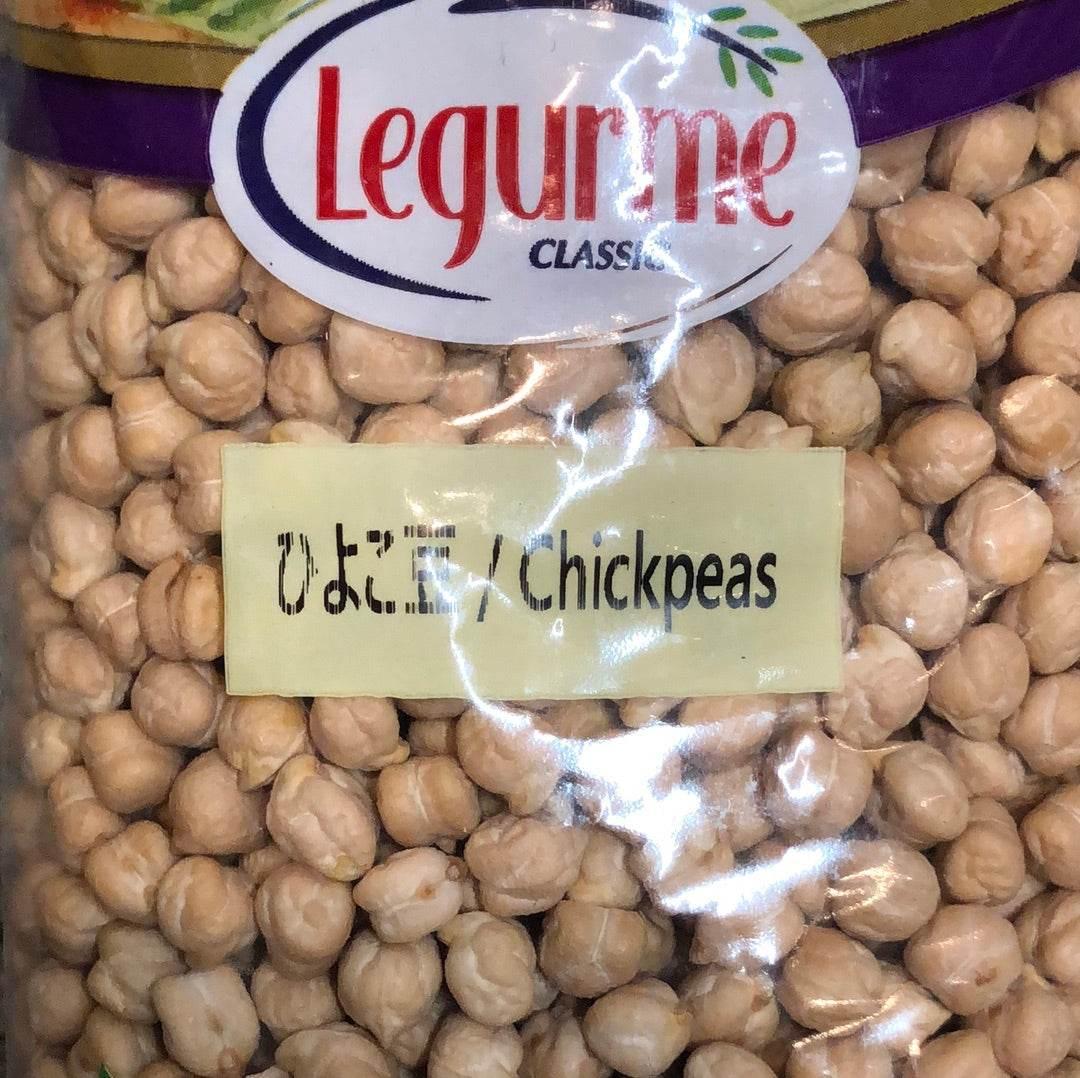 Legurme
CLASSIC
ひよこ豆 / Chickpeas